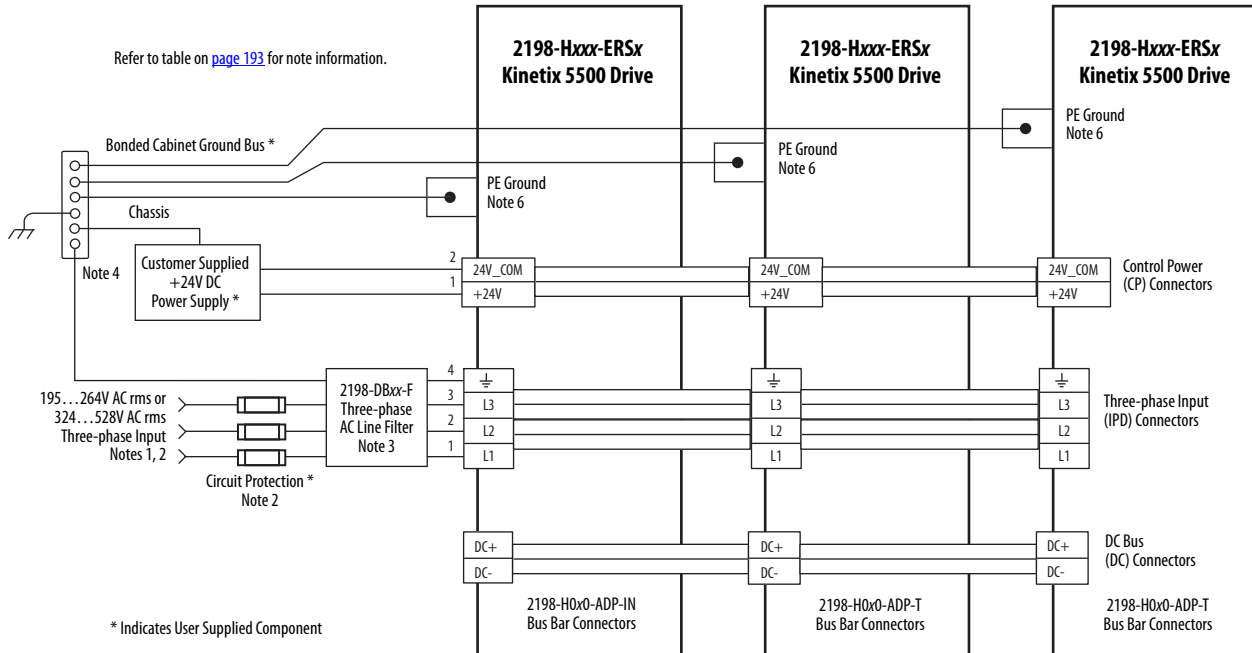 2198-Hxxx-ERSx
Kinetix 5500 Drive
2198-Hxxx-ERSx
Kinetix 5500 Drive
2198-Hxxx-ERSx
Kinetix 5500 Drive
Refer to table on page 193 for note information.
Bonded Cabinet Ground Bus *
PE Ground
Note 6
PE Ground
Note 6
PE Ground
Note 6
Chassis
Note 4
Customer Supplied
+24V DC
Power Supply *
2
1
24V_COM
+24V
24V_COM
+24V
24V_COM
+24V
Control Power
(CP) Connectors
195…264V AC rms or
324…528V AC rms
Three-phase Input
Notes 1, 2
Circuit Protection *
Note 2
2198-DBxx-F
Three-phase
AC Line Filter
Note 3
4
3
2
1
L3
L2
L1
L3
L2
L1
L3
L2
L1
Three-phase Input
(IPD) Connectors
DC+
DC-
DC+
DC-
DC+
DC-
DC Bus
(DC) Connectors
2198-H0x0-ADP-IN
Bus Bar Connectors
2198-H0x0-ADP-T
Bus Bar Connectors
2198-H0x0-ADP-T
Bus Bar Connectors
* Indicates User Supplied Component